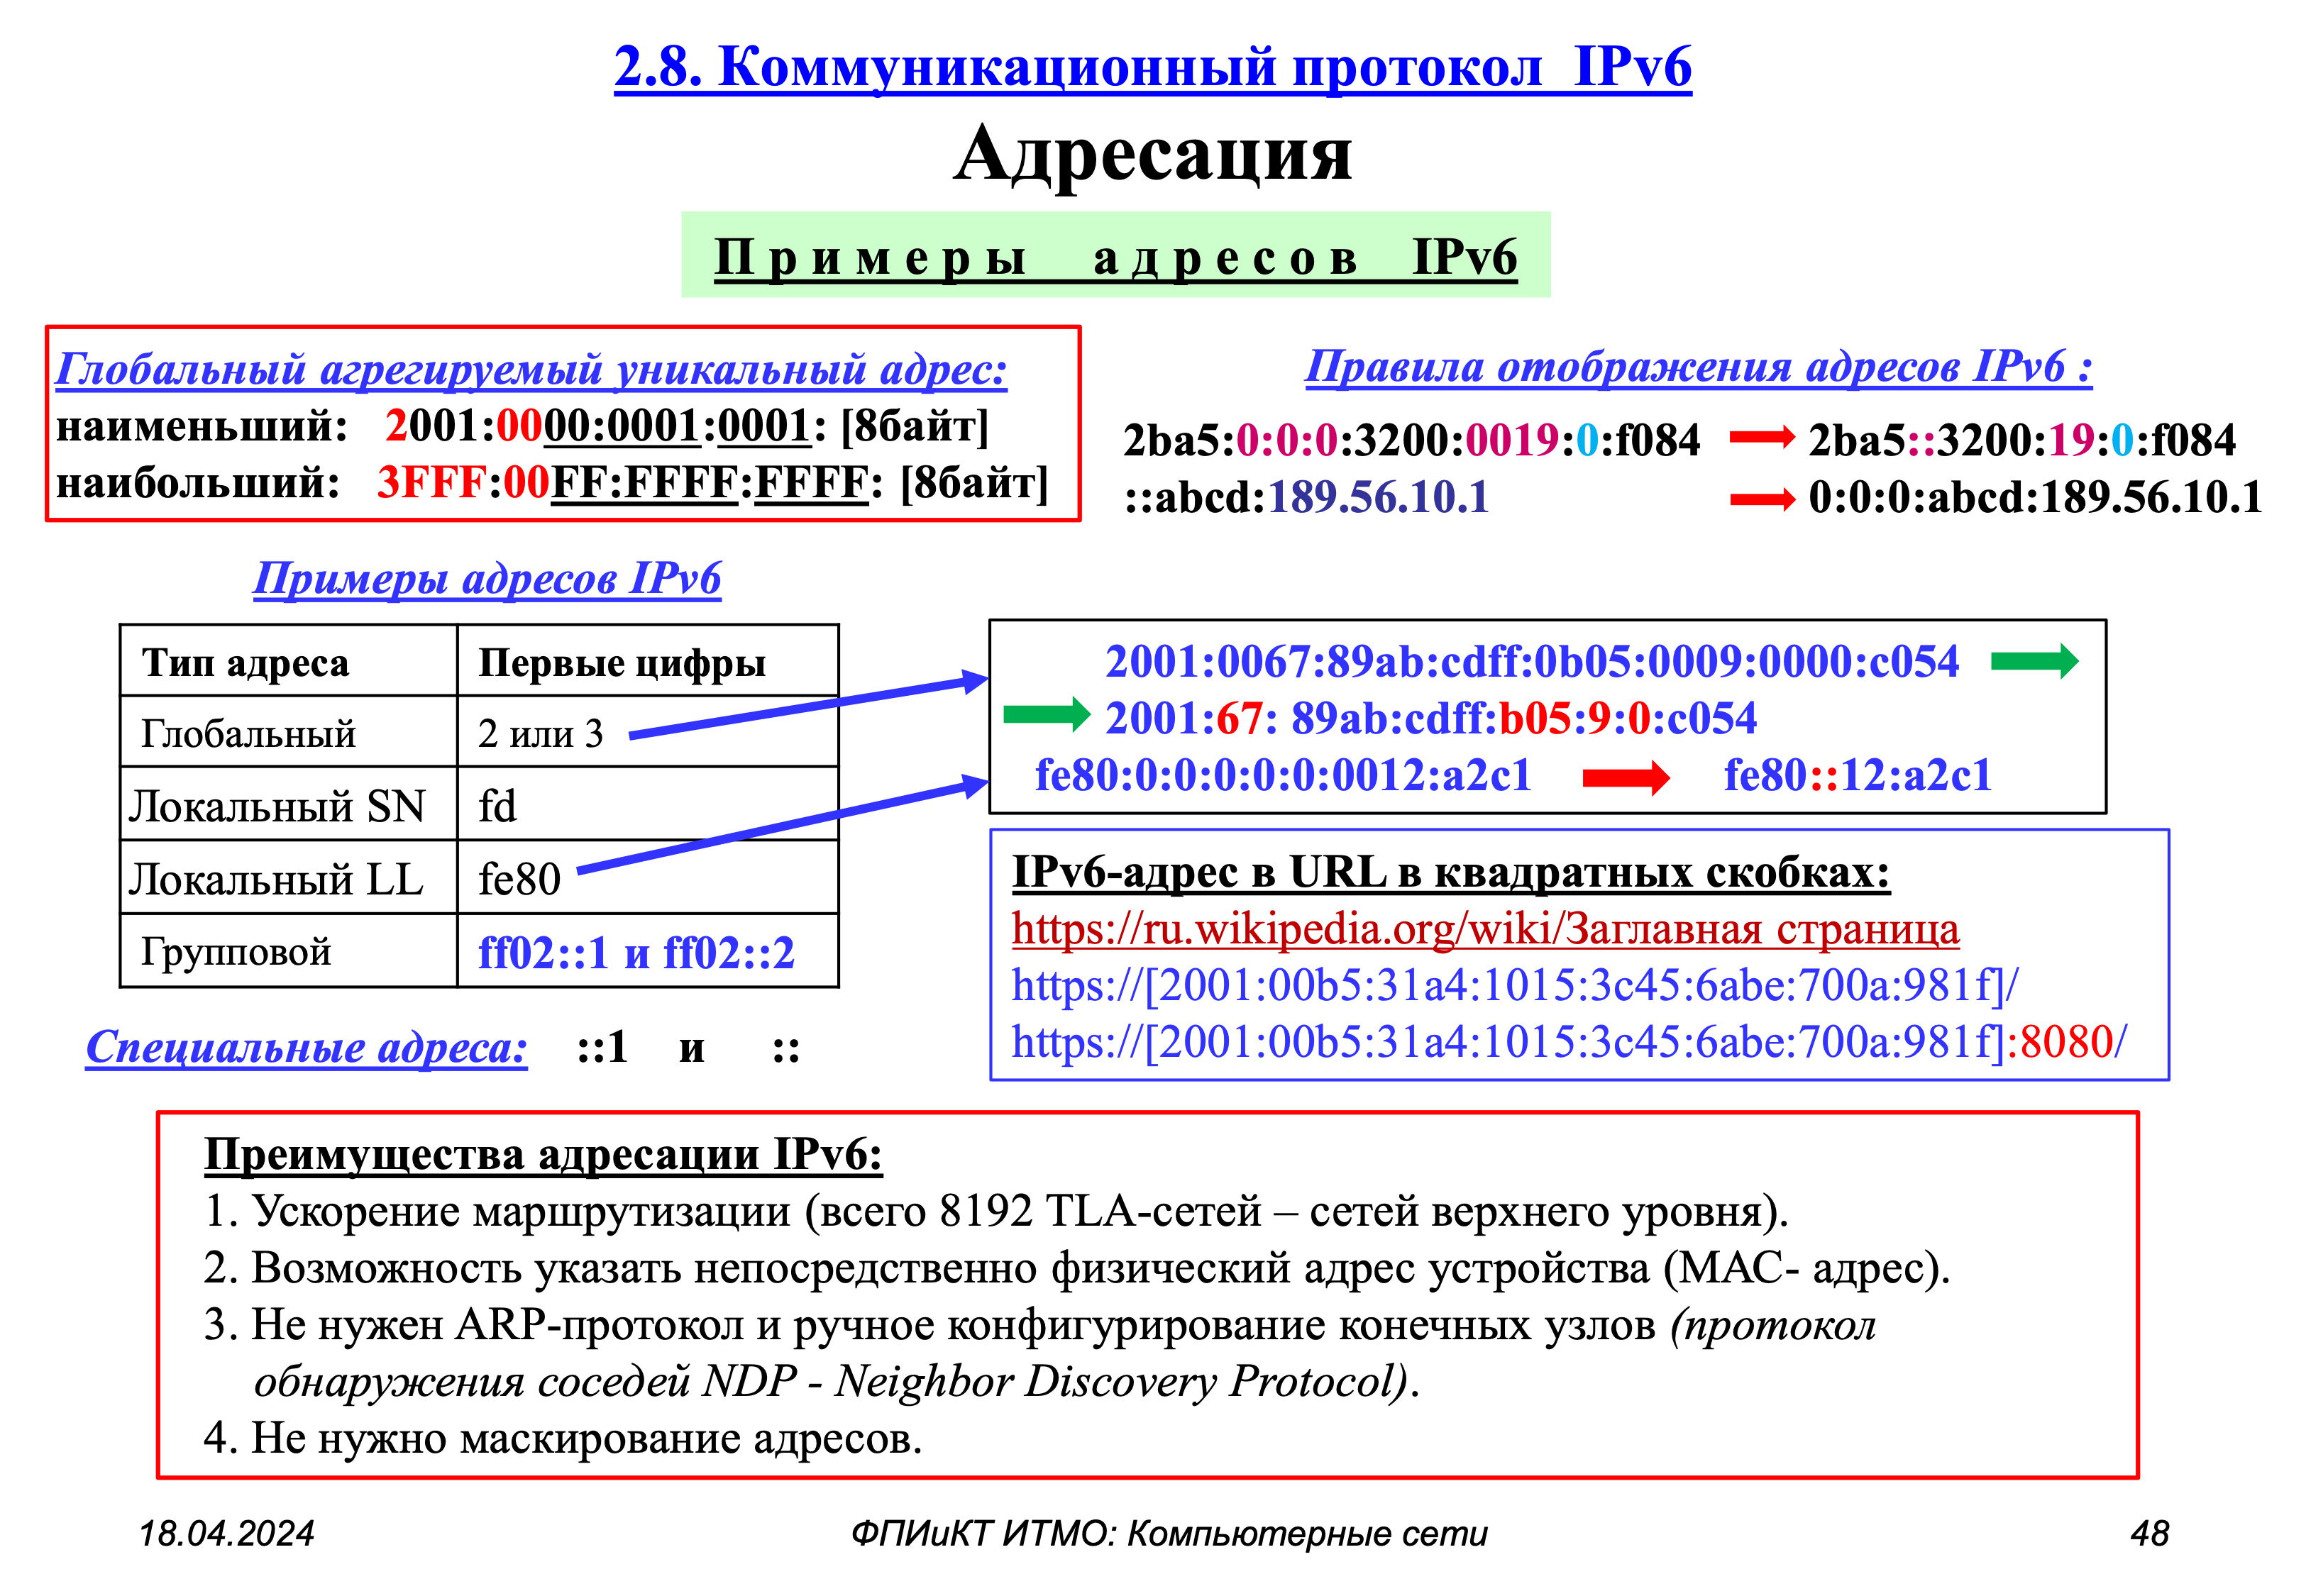 2.8. Коммуникационный протокол IPv6
Адресация
Примеры адресов IPv6
Глобальный агрегируемый уникальный адрес:
наименьший: 2001:0000:0001:0001: [8байт]
наибольший: 3FFF:00FF:FFFF:FFFF: [8байт]
Правила отображения адресов IPv6 :
2ba5:0:0:0:3200:0019:0:f084 2ba5::3200:19:0:f084
::abcd:189.56.10.1 0:0:0:abcd:189.56.10.1
Примеры адресов IPv6
Тип адреса Первые цифры
Глобальный 2 или 3
Локальный SN fd
Локальный LL fe80
Групповой ff02::1 и ff02::2
Специальные адреса: ::1 и ::
2001:0067:89ab:cdff:0b05:0009:0000:c054
2001:67: 89ab:cdff:b05:9:0:c054
fe80:0:0:0:0:0:0012:a2c1 fe80::12:a2c1
IPv6-адрес в URL в квадратных скобках:
https://ru.wikipedia.org/wiki/Заглавная страница
https://[2001:00b5:31a4:1015:3c45:6abe:700a:981f]/
https://[2001:00b5:31a4:1015:3c45:6abe:700a:981f]:8080/
Преимущества адресации IPv6:
1. Ускорение маршрутизации (всего 8192 TLA-сетей – сетей верхнего уровня).
2. Возможность указать непосредственно физический адрес устройства (MAC- адрес).
3. Не нужен ARP-протокол и ручное конфигурирование конечных узлов (протокол
обнаружения соседей NDP - Neighbor Discovery Protocol).
4. Не нужно маскирование адресов.
18.04.2024 ФПИиКТ ИТМО: Компьютерные сети 48